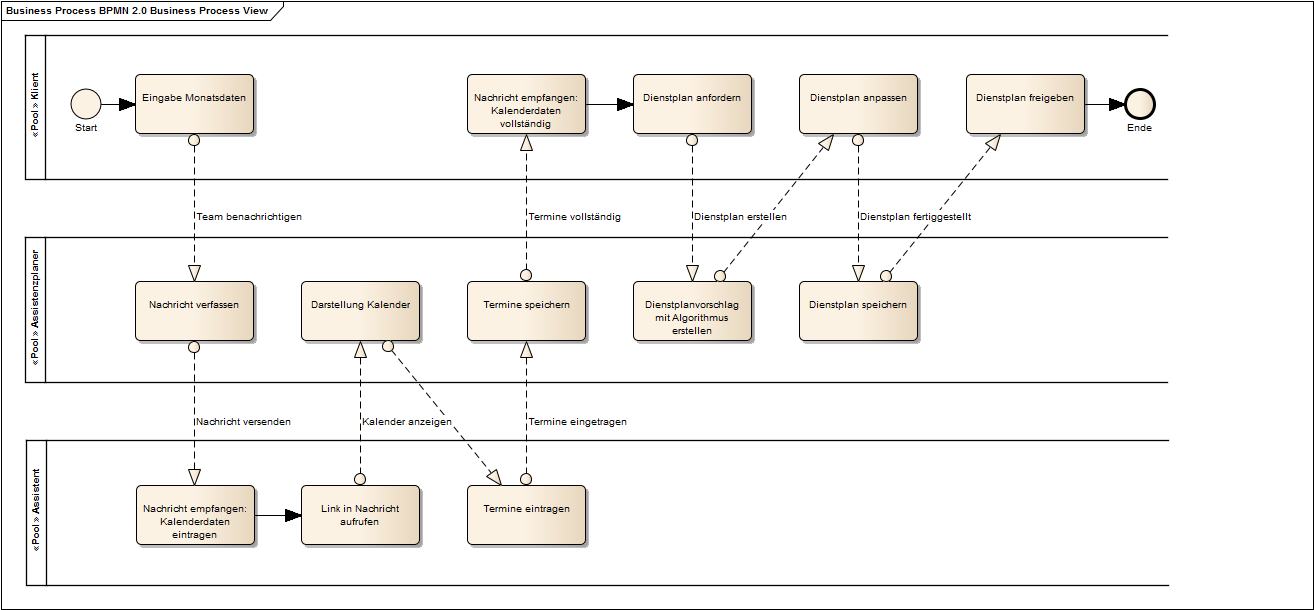 Business Process BPMN 2.0 Business Process View
«Pool» Klient
Start
Eingabe Monatsdaten
Nachricht empfangen:
Kalenderdaten
vollständig
Dienstplan anfordern
Dienstplan anpassen
Dienstplan freigeben
Ende
Team benachrichtigen
Termine vollständig
Dienstplan erstellen
Dienstplan fertiggestellt
«Pool» Assistenzplaner
Nachricht verfassen
Darstellung Kalender
Termine speichern
Dienstplanvorschlag
mit Algorithmus
erstellen
Dienstplan speichern
Nachricht versenden
Kalender anzeigen
Termine eingetragen
«Pool» Assistent
Nachricht empfangen:
Kalenderdaten
eintragen
Link in Nachricht
aufrufen
Termine eintragen